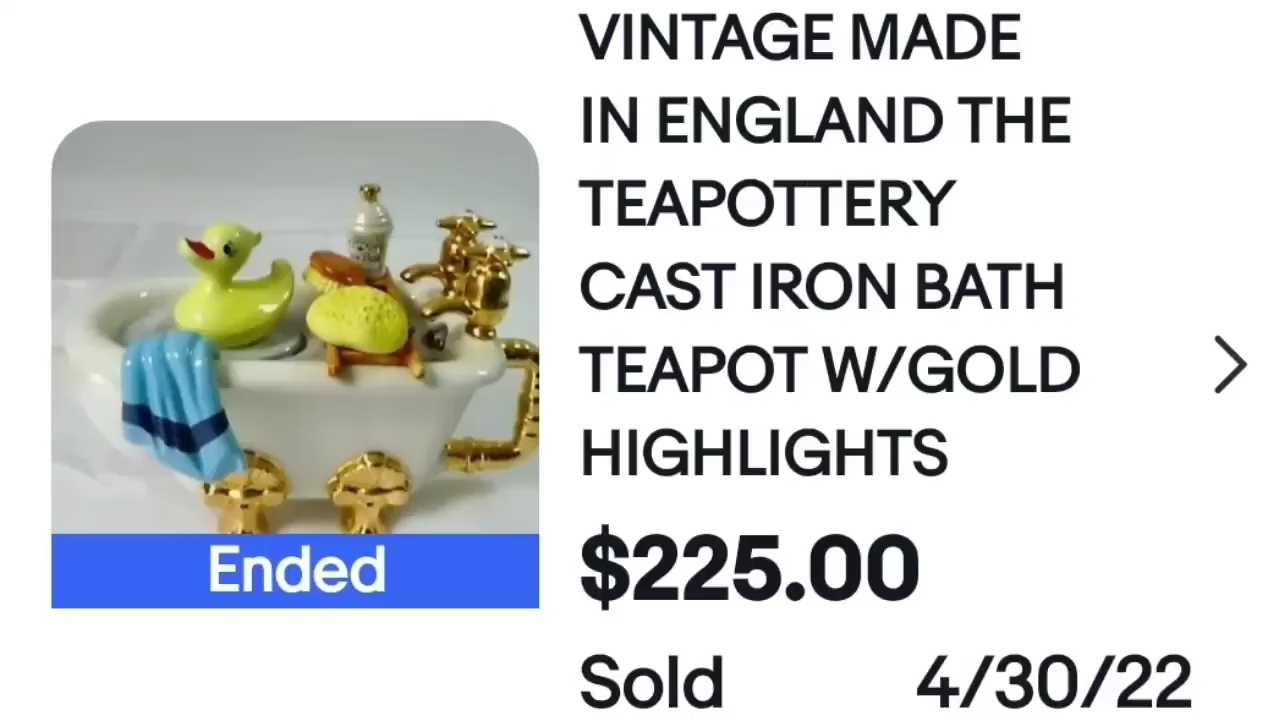 VINTAGE MADE
IN ENGLAND THE
TEAPOTTERY
CAST IRON BATH
TEAPOT W/GOLD
HIGHLIGHTS
$225.00
Ended
Sold 4/30/22